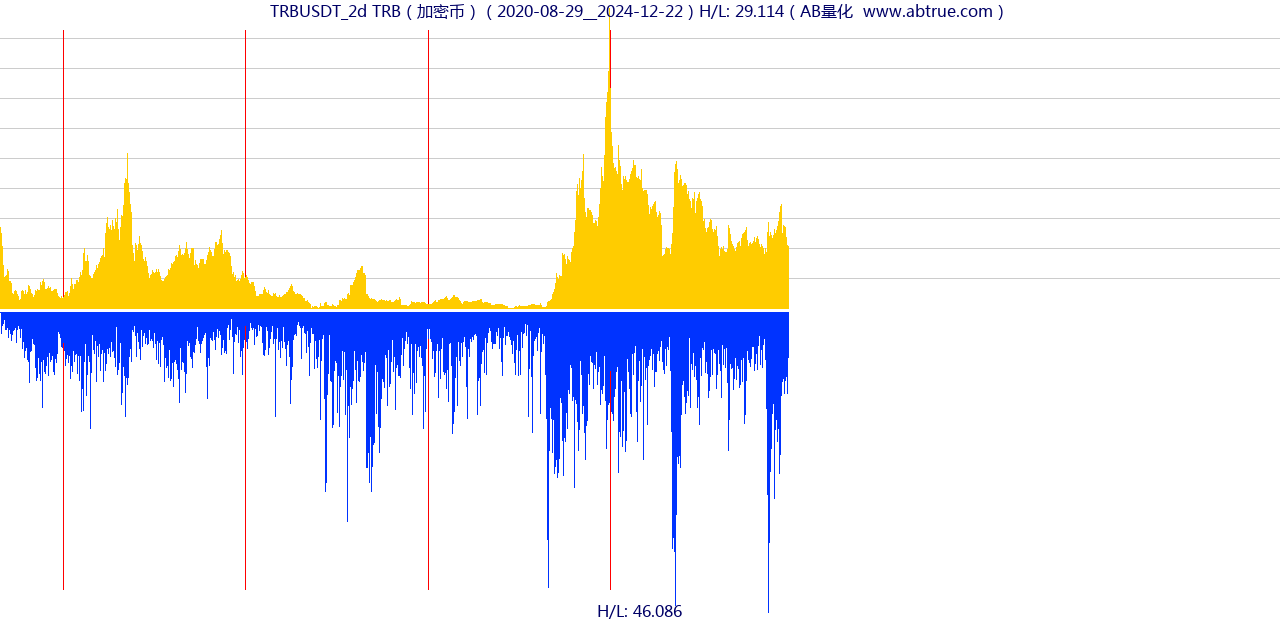 TRBUSDT_2d TRB（加密币）（2020-08-29__2024-12-22）H/L: 29.114（AB量化  www.abtrue.com）
H/L: 46.086